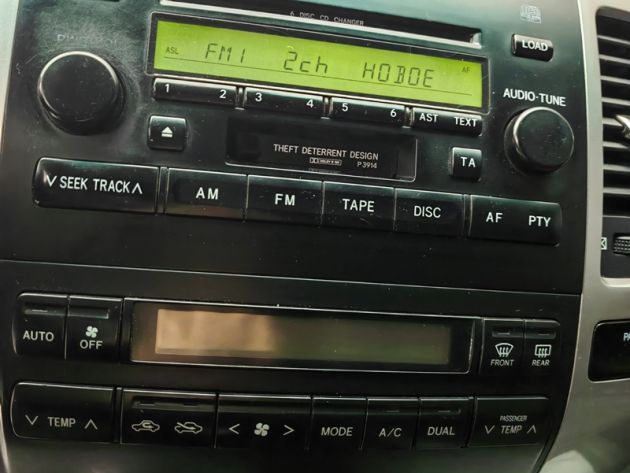 6 DISC CD CHANGER
LOAD
ASL FM1 2ch HOBOE AF
AUDIO·TUNE
1 2 3 4 5 6 AST TEXT
THEFT DETERRENT DESIGN
P3914
TA
∨ SEEK TRACK ∧ AM FM TAPE DISC AF PTY
AUTO OFF FRONT REAR
∨ TEMP ∧ < > MODE A/C DUAL PASSENGER
∨ TEMP ∧